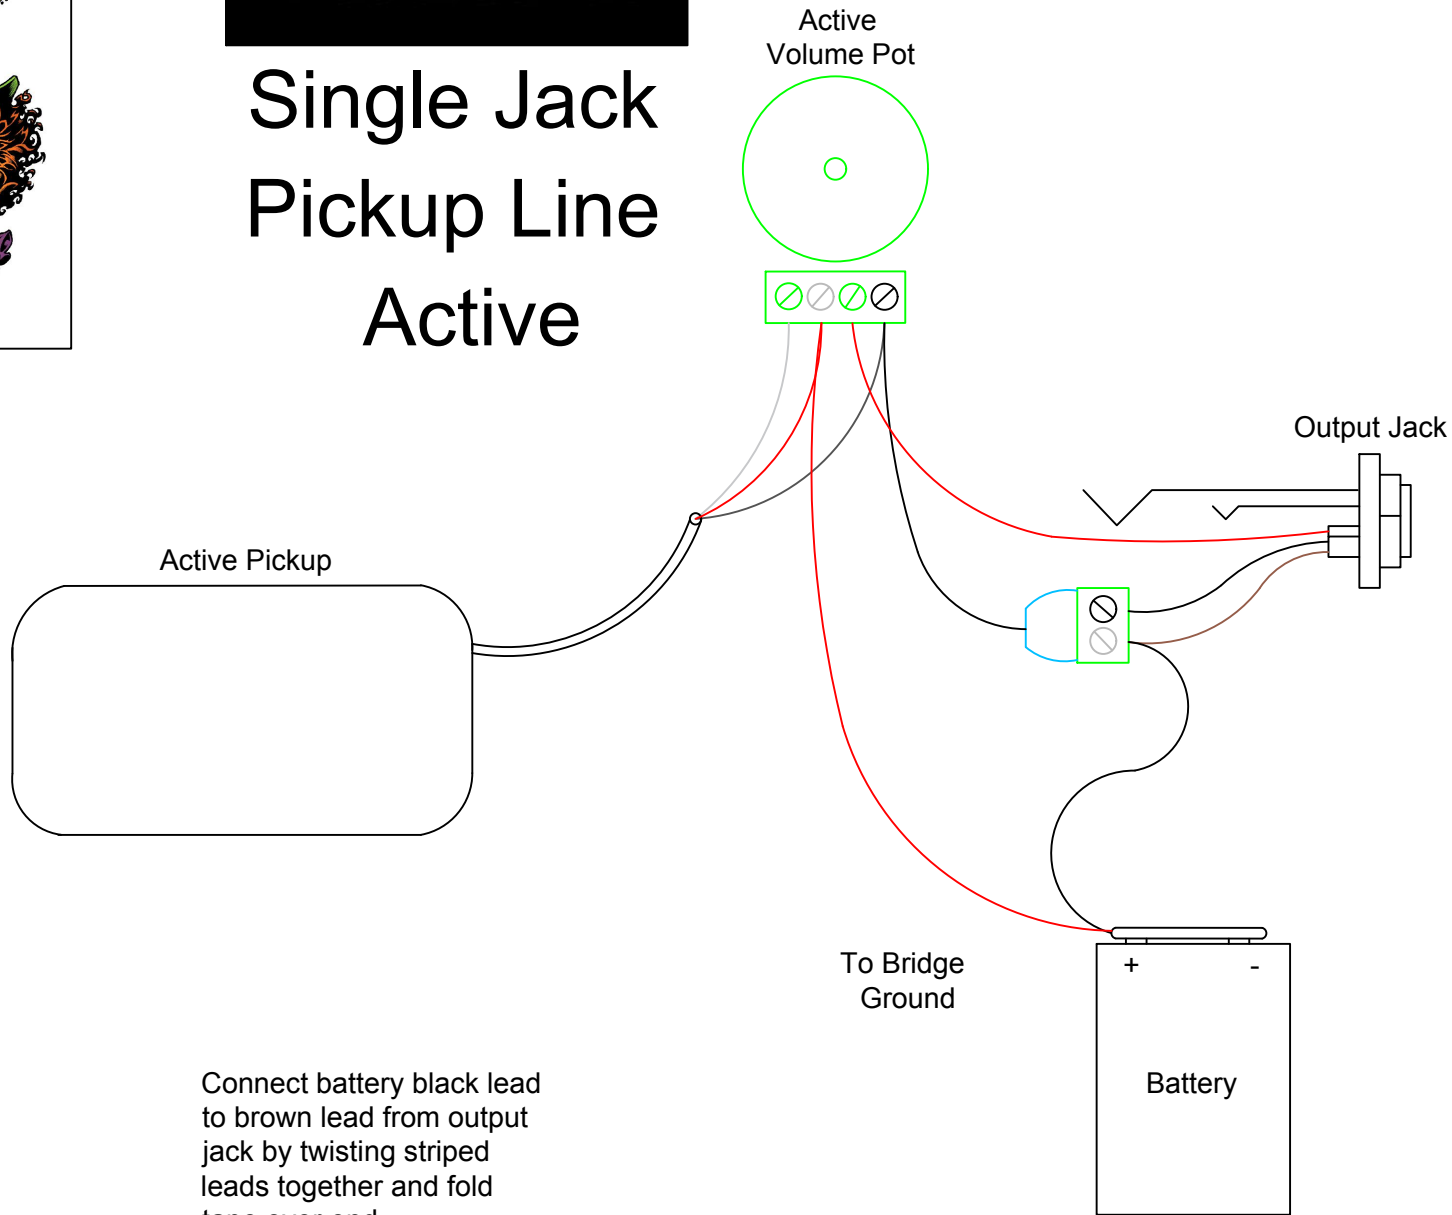 Active
Volume Pot
Single Jack
Pickup Line
Active
Output Jack
Active Pickup
To Bridge
Ground
+ -
Battery
Connect battery black lead
to brown lead from output
jack by twisting striped
leads together and fold